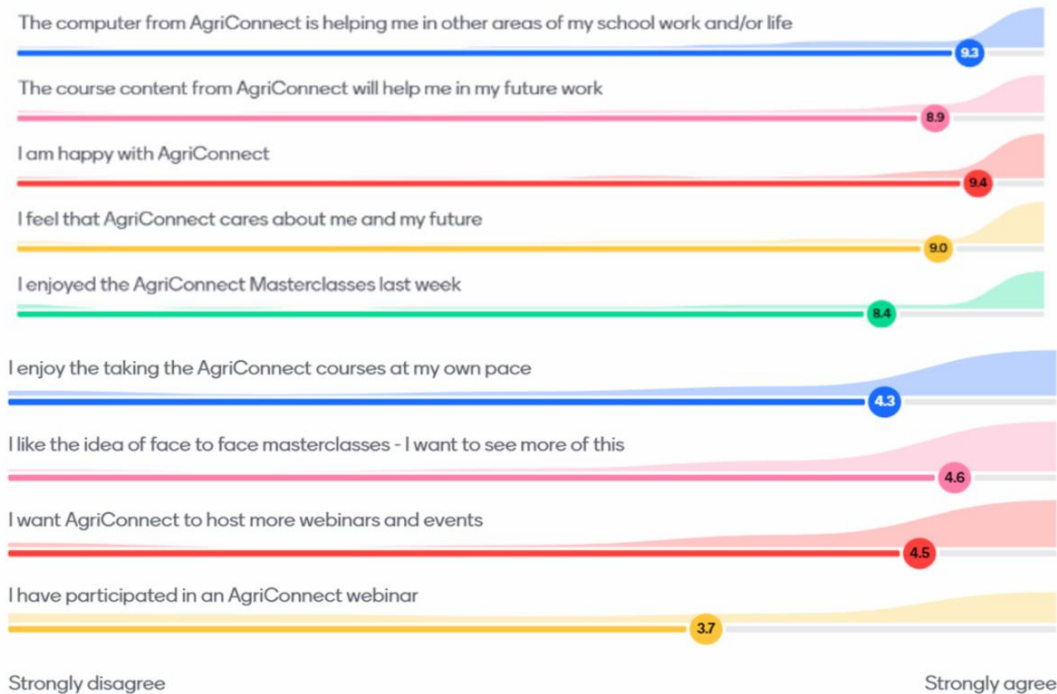 The computer from AgriConnect is helping me in other areas of my school work and/or life
9.3
The course content from AgriConnect will help me in my future work
8.9
I am happy with AgriConnect
9.4
I feel that AgriConnect cares about me and my future
9.0
I enjoyed the AgriConnect Masterclasses last week
8.4
I enjoy the taking the AgriConnect courses at my own pace
4.3
I like the idea of face to face masterclasses - I want to see more of this
4.6
I want AgriConnect to host more webinars and events
4.5
I have participated in an AgriConnect webinar
3.7
Strongly disagree Strongly agree